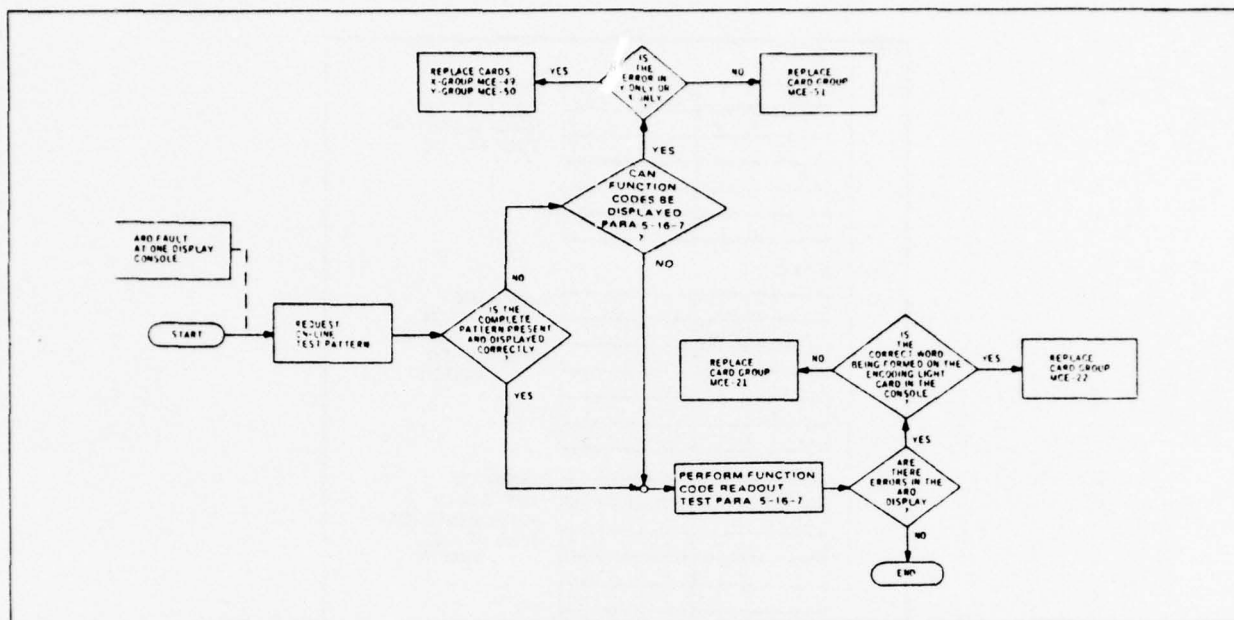 REPLACE CARDS
X-GROUP MCE-49
Y-GROUP MCE-50
YES
IS
THE
ERROR IN
ONLY OR
ONLY
?
NO
REPLACE
CARD GROUP
MCE-51
YES
CAN
FUNCTION
CODES BE
DISPLAYED
PARA 5-16-7
?
NO
ARO FAULT
AT ONE DISPLAY
CONSOLE
START
REQUEST
ON-LINE
TEST PATTERN
NO
IS THE
COMPLETE
PATTERN PRESENT
AND DISPLAYED
CORRECTLY
?
YES
REPLACE
CARD GROUP
MCE-21
NO
IS
THE
CORRECT WORD
BEING FORMED ON THE
ENCODING LIGHT
CARD IN THE
CONSOLE
?
YES
REPLACE
CARD GROUP
MCE-22
YES
PERFORM FUNCTION
CODE READOUT
TEST PARA 5-16-7
ARE
THERE
ERRORS IN THE
ARO
DISPLAY
?
NO
END